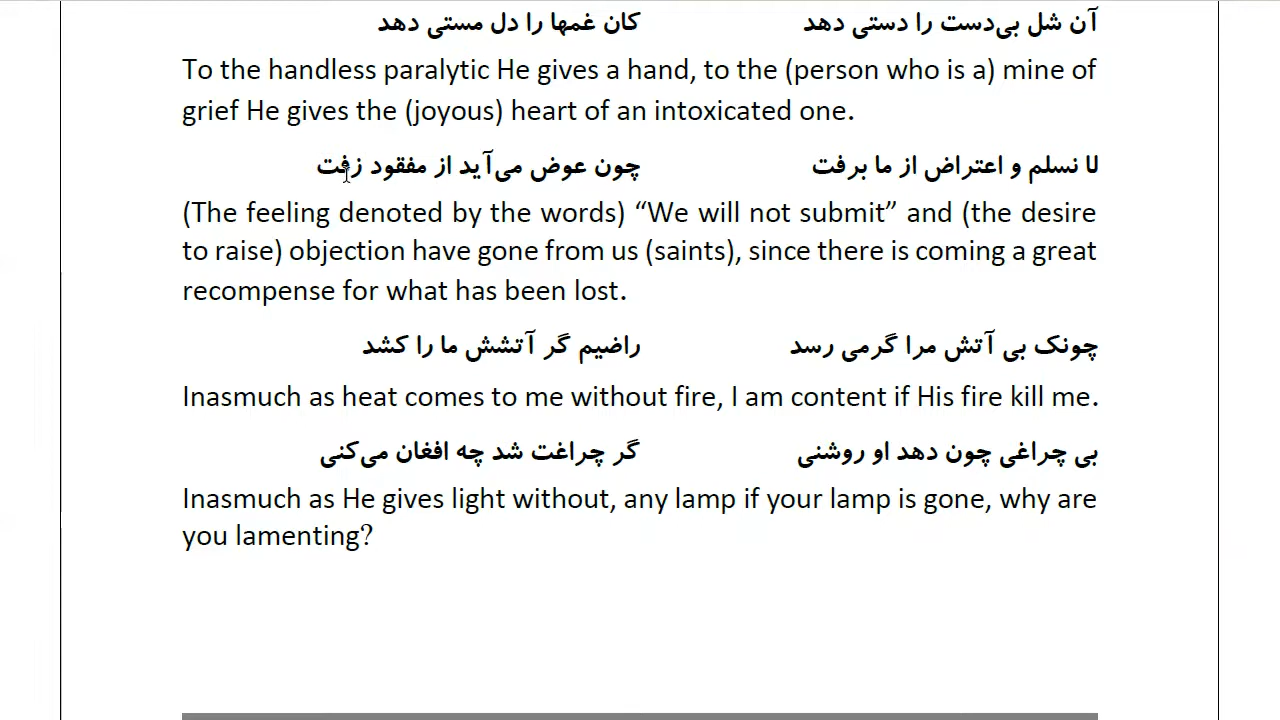 آن شل بی‌دست را دستی دهد کان غمها را دل مستی دهد
To the handless paralytic He gives a hand, to the (person who is a) mine of
grief He gives the (joyous) heart of an intoxicated one.
لا نسلم و اعتراض از ما برفت چون عوض می‌آید از مفقود زفت
(The feeling denoted by the words) “We will not submit” and (the desire
to raise) objection have gone from us (saints), since there is coming a great
recompense for what has been lost.
چونک بی آتش مرا گرمی رسد راضیم گر آتشش ما را کشد
Inasmuch as heat comes to me without fire, I am content if His fire kill me.
بی چراغی چون دهد او روشنی گر چراغت شد چه افغان می‌کنی
Inasmuch as He gives light without, any lamp if your lamp is gone, why are
you lamenting?